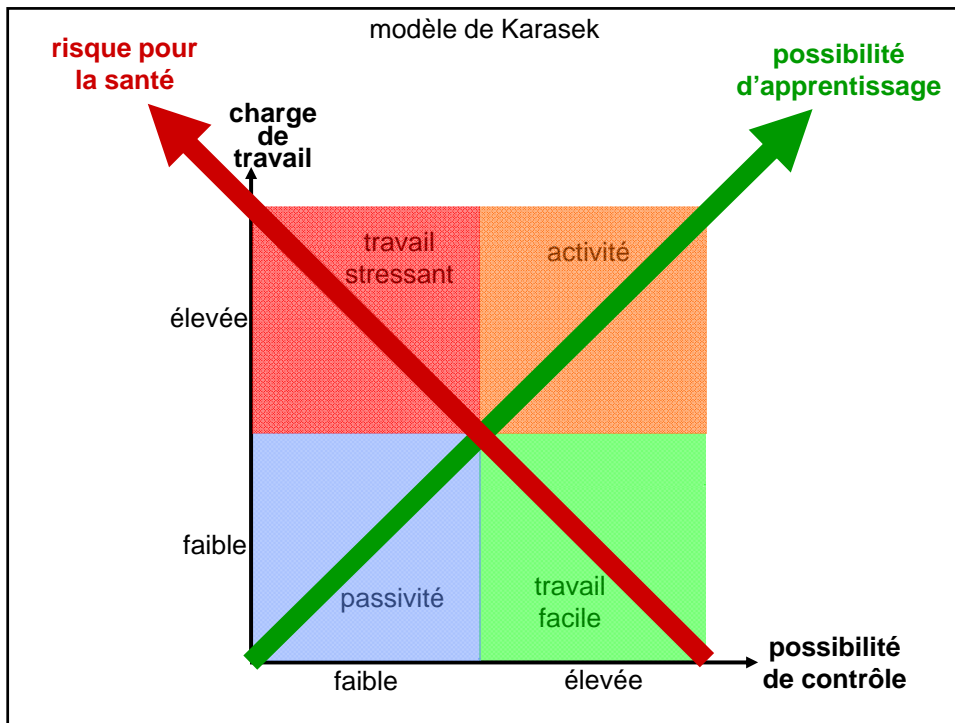 modèle de Karasek
risque pour
la santé
possibilité
d'apprentissage
charge
de
travail
travail
stressant
activité
élevée
faible
passivité
travail
facile
faible
élevée
possibilité
de contrôle